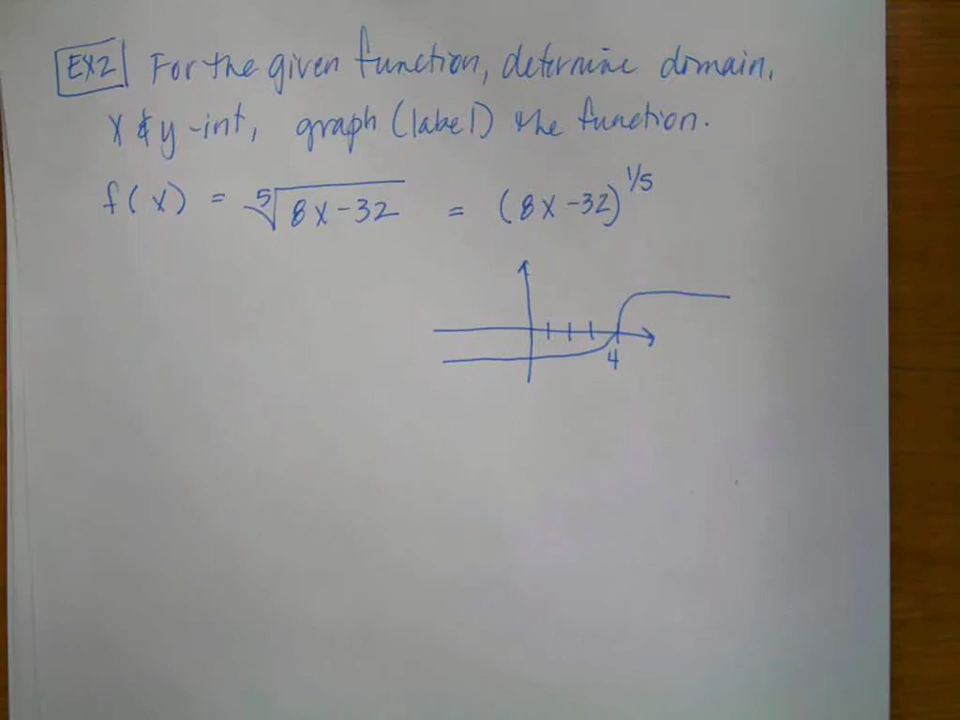 EX2 For the given function, determine domain,
x & y-int, graph (label) the function.
f(x) = ⁵√(8x-32) = (8x-32)^1/5
4